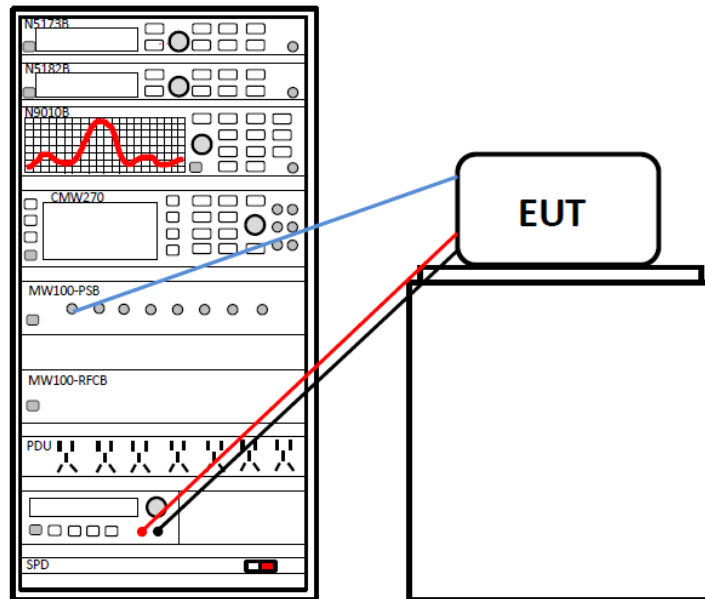 N5173B
N5182B
N9010B
CMW270
EUT
MW100-PSB
MW100-RFCB
PDU
SPD